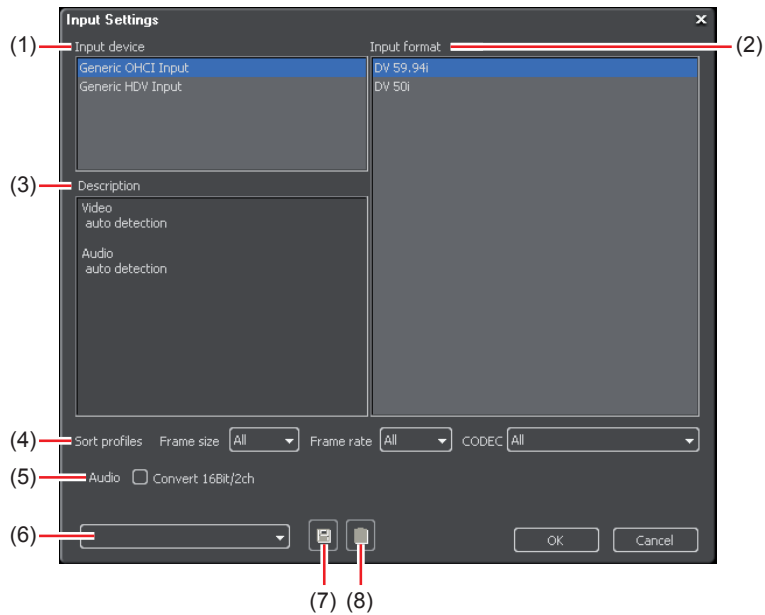 Input Settings
(1) Input device
Input format (2)
Generic OHCI Input
Generic HDV Input
DV 59.94i
DV 50i
(3) Description
Video
auto detection
Audio
auto detection
(4) Sort profiles Frame size All Frame rate All CODEC All
(5) Audio Convert 16Bit/2ch
(6)
OK Cancel
(7) (8)